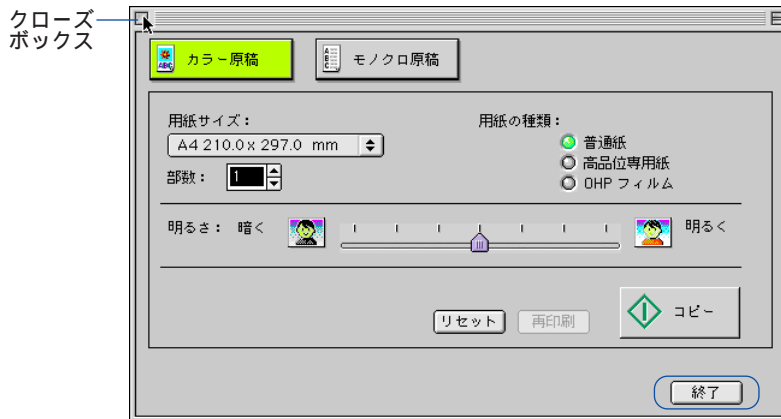 クローズ
ボックス
カラー原稿
モノクロ原稿
用紙サイズ：
用紙の種類：
A4 210.0 x 297.0 mm
普通紙
高品位専用紙
OHP フィルム
部数： 1
明るさ： 暗く
明るく
リセット
再印刷
コピー
終了